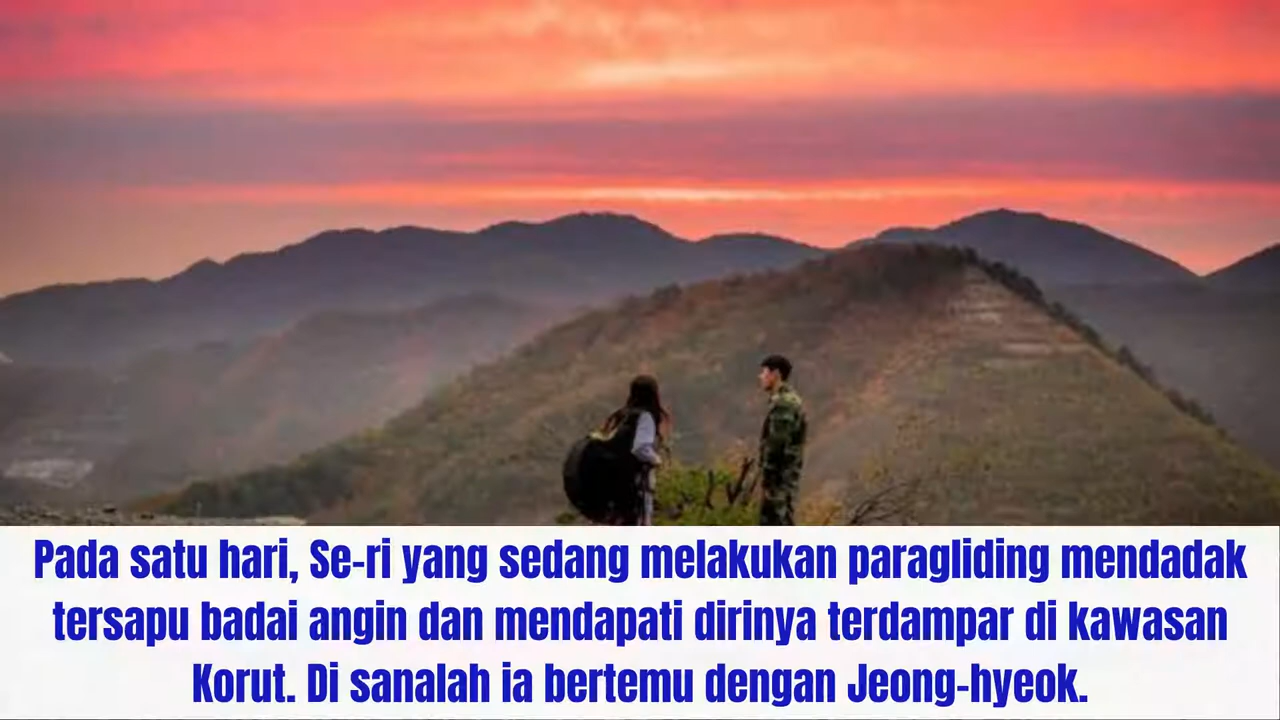 Pada satu hari, Se-ri yang sedang melakukan paragliding mendadak
tersapu badai angin dan mendapati dirinya terdampar di kawasan
Korut. Di sanalah ia bertemu dengan Jeong-hyeok.